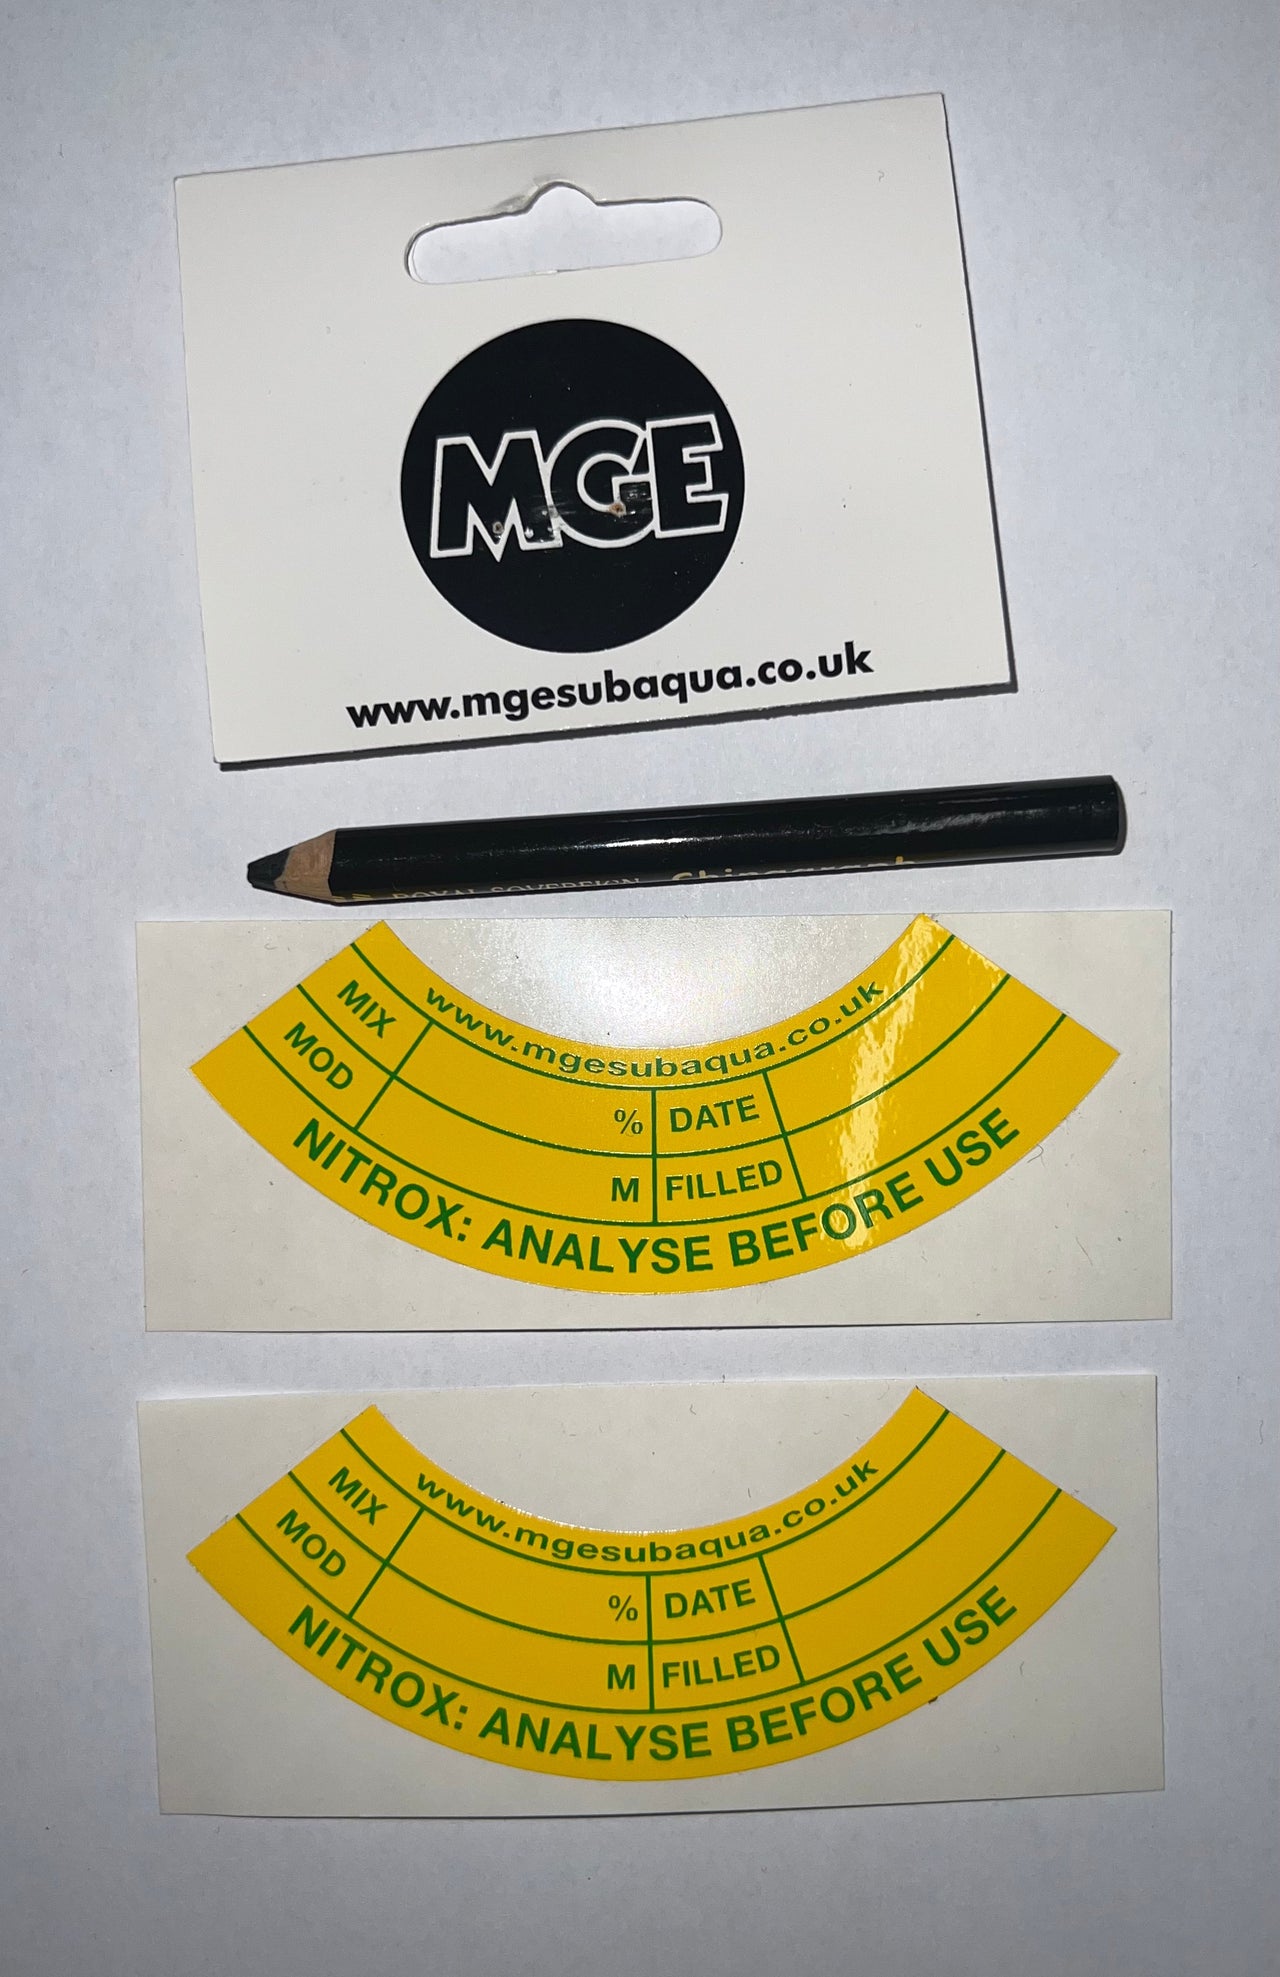 MGE
www.mgesubaqua.co.uk
ROYAL SOVEREIGN Chinagraph
www.mgesubaqua.co.uk
MIX % DATE
MOD M FILLED
NITROX: ANALYSE BEFORE USE
www.mgesubaqua.co.uk
MIX % DATE
MOD M FILLED
NITROX: ANALYSE BEFORE USE